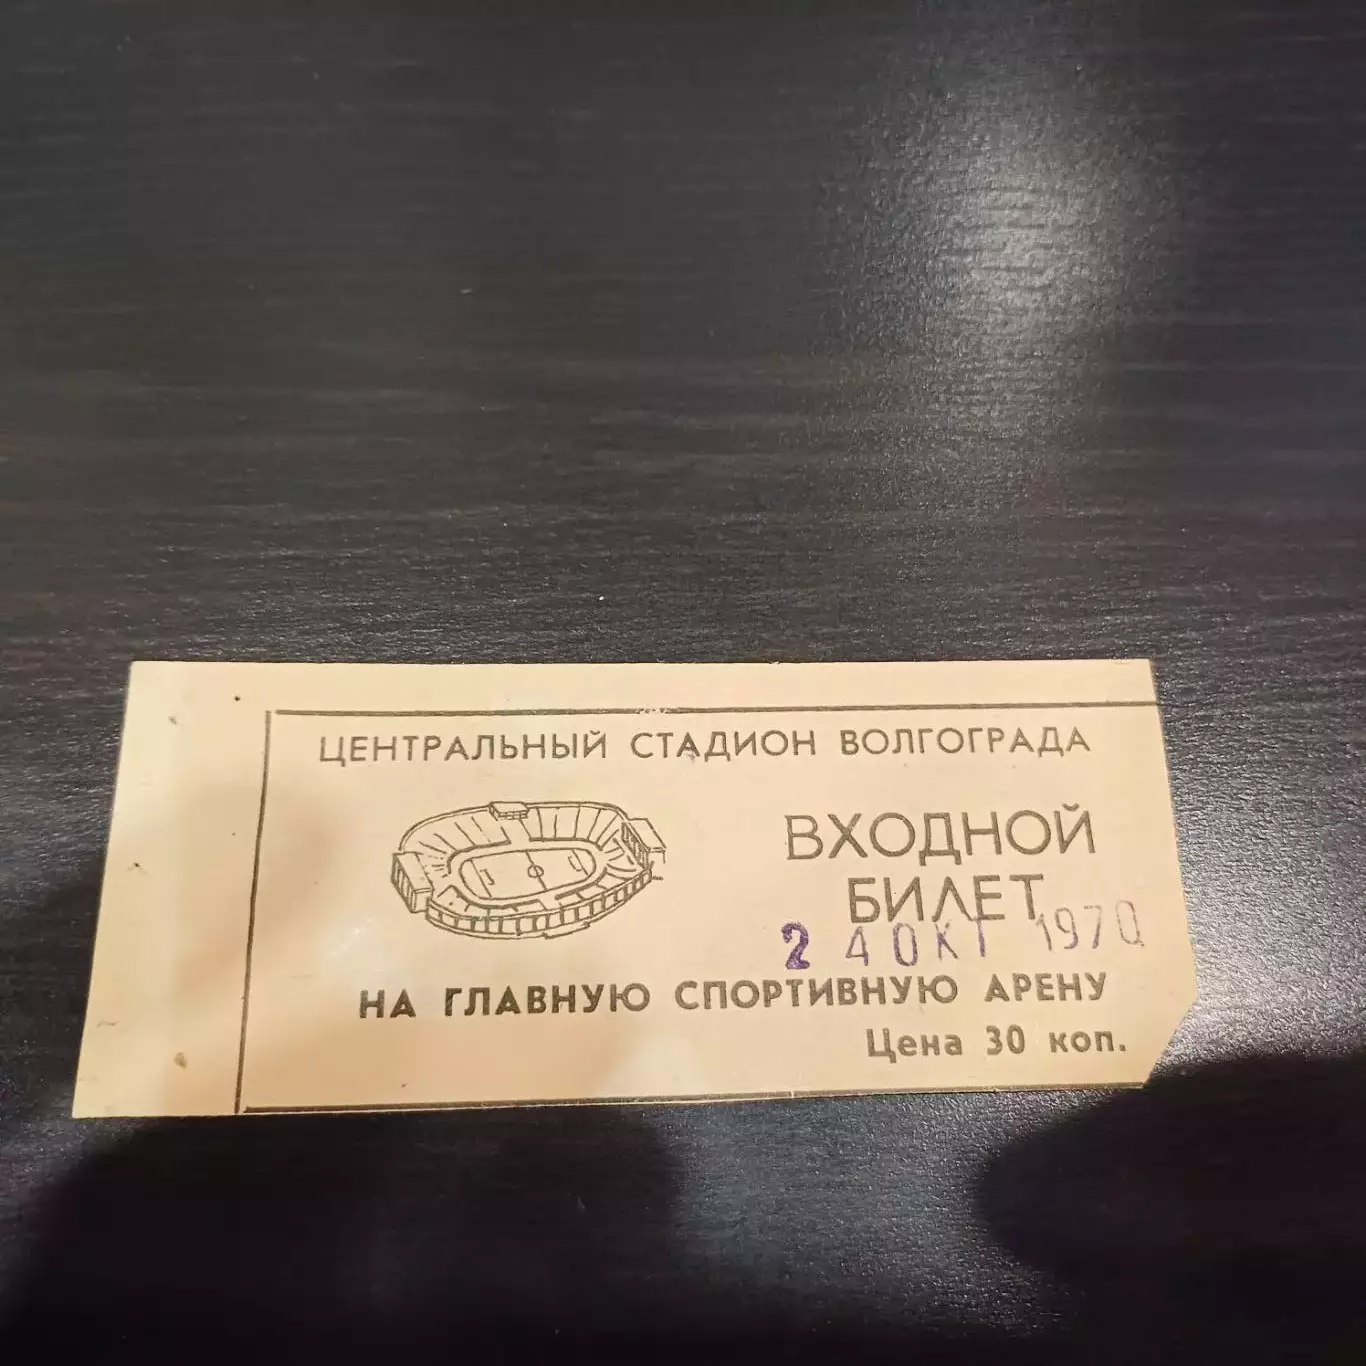 ЦЕНТРАЛЬНЫЙ СТАДИОН ВОЛГОГРАДА
ВХОДНОЙ
БИЛЕТ
2 4 ОКТ 1970
НА ГЛАВНУЮ СПОРТИВНУЮ АРЕНУ
Цена 30 коп.